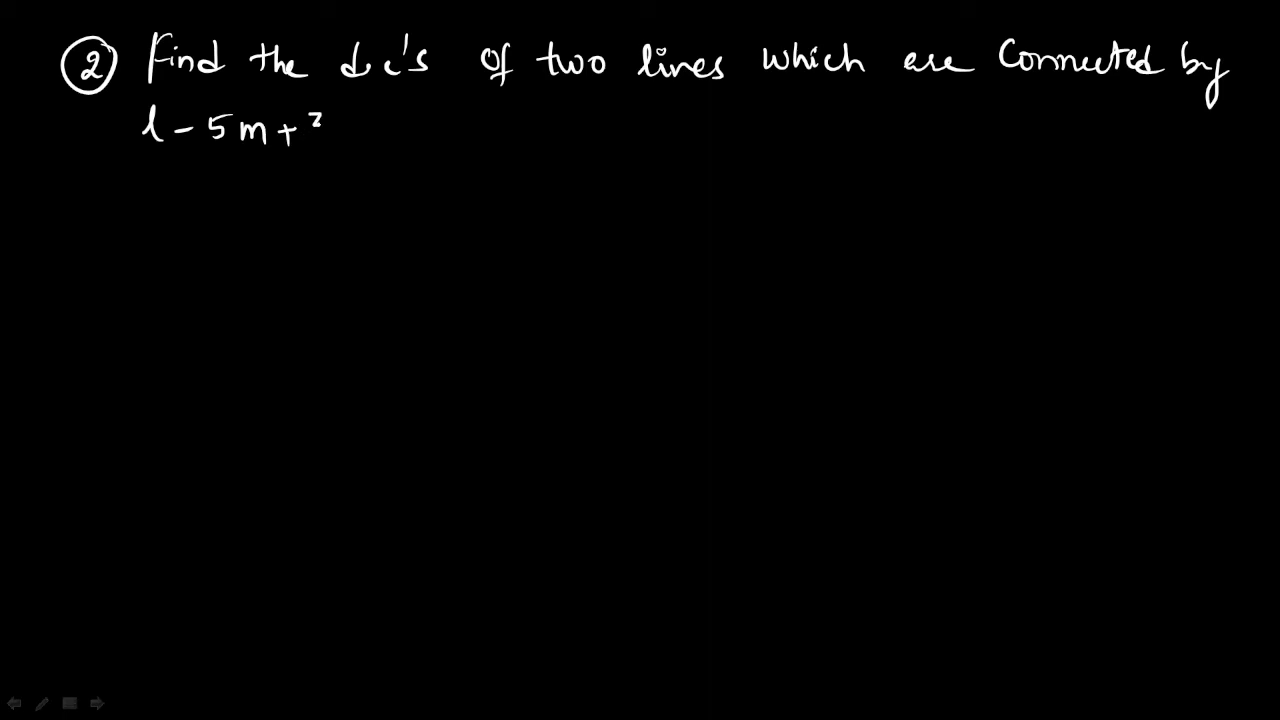 ② Find the d.c's of two lines which are connected by
l - 5m +